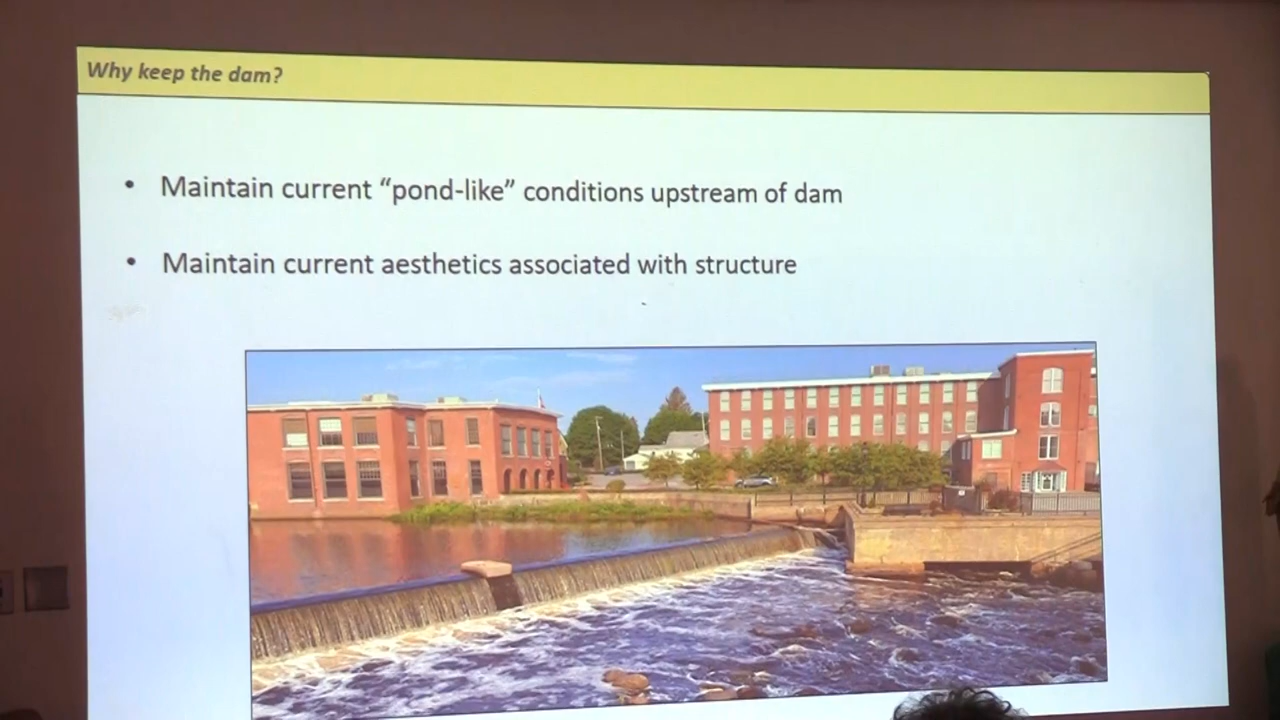 Why keep the dam?
• Maintain current “pond-like” conditions upstream of dam
• Maintain current aesthetics associated with structure